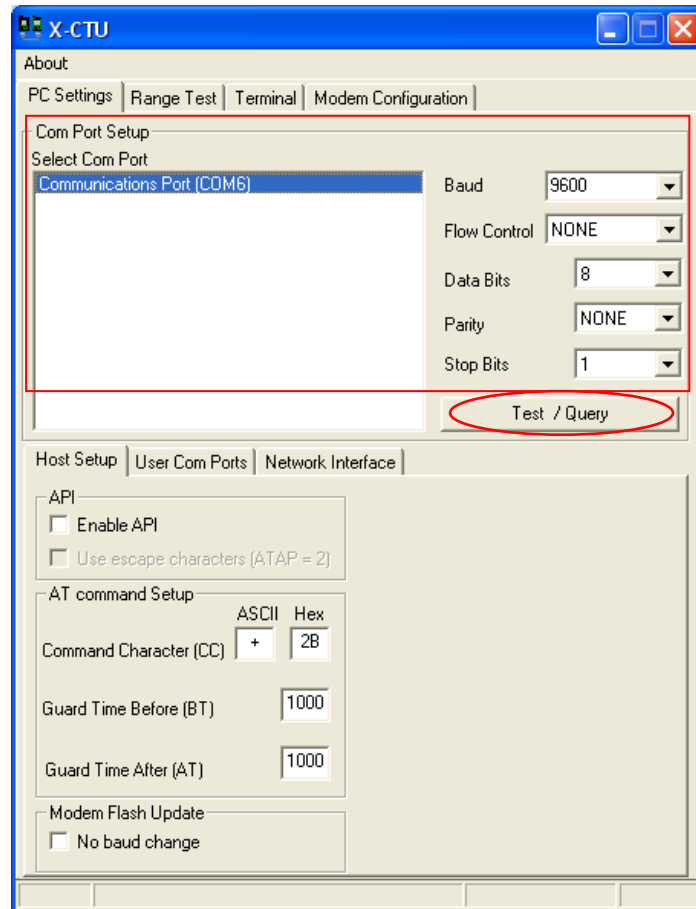 X-CTU
About
PC Settings Range Test Terminal Modem Configuration
Com Port Setup
Select Com Port
Communications Port (COM6)
Baud 9600
Flow Control NONE
Data Bits 8
Parity NONE
Stop Bits 1
Test / Query
Host Setup User Com Ports Network Interface
API
Enable API
Use escape characters (ATAP = 2)
AT command Setup
ASCII Hex
Command Character (CC) + 2B
Guard Time Before (BT) 1000
Guard Time After (AT) 1000
Modem Flash Update
No baud change